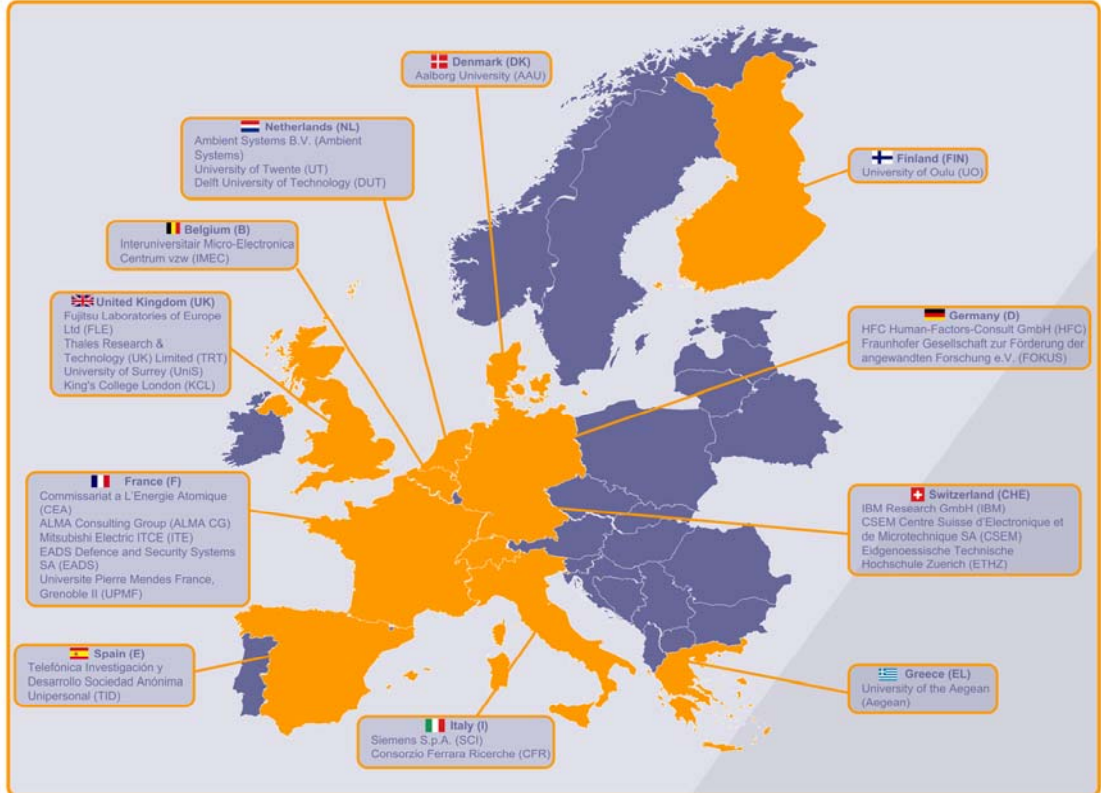 Denmark (DK)
Aalborg University (AAU)
Netherlands (NL)
Ambient Systems B.V. (Ambient
Systems)
University of Twente (UT)
Delft University of Technology (DUT)
Finland (FIN)
University of Oulu (UO)
Belgium (B)
Interuniversitair Micro-Electronica
Centrum vzw (IMEC)
United Kingdom (UK)
Fujitsu Laboratories of Europe
Ltd (FLE)
Thales Research &
Technology (UK) Limited (TRT)
University of Surrey (UniS)
King's College London (KCL)
Germany (D)
HFC Human-Factors-Consult GmbH (HFC)
Fraunhofer Gesellschaft zur Förderung der
angewandten Forschung e.V. (FOKUS)
France (F)
Commissariat a L'Energie Atomique
(CEA)
ALMA Consulting Group (ALMA CG)
Mitsubishi Electric ITCE (ITE)
EADS Defence and Security Systems
SA (EADS)
Universite Pierre Mendes France,
Grenoble II (UPMF)
Switzerland (CHE)
IBM Research GmbH (IBM)
CSEM Centre Suisse d'Electronique et
de Microtechnique SA (CSEM)
Eidgenoessische Technische
Hochschule Zuerich (ETHZ)
Spain (E)
Telefónica Investigación y
Desarrollo Sociedad Anónima
Unipersonal (TID)
Greece (EL)
University of the Aegean
(Aegean)
Italy (I)
Siemens S.p.A. (SCI)
Consorzio Ferrara Ricerche (CFR)